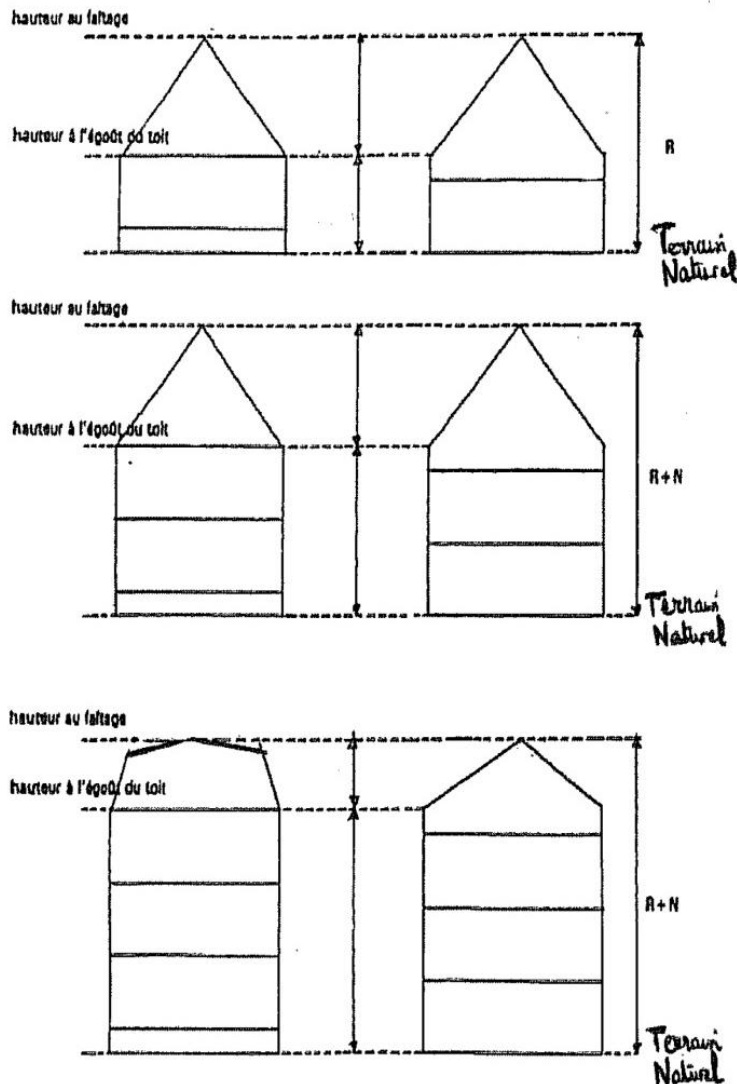 hauteur au faîtage
hauteur à l'égoût du toit
R
Terrain
Naturel
hauteur au faîtage
hauteur à l'égoût du toit
R+N
Terrain
Naturel
hauteur au faîtage
hauteur à l'égoût du toit
R+N
Terrain
Naturel